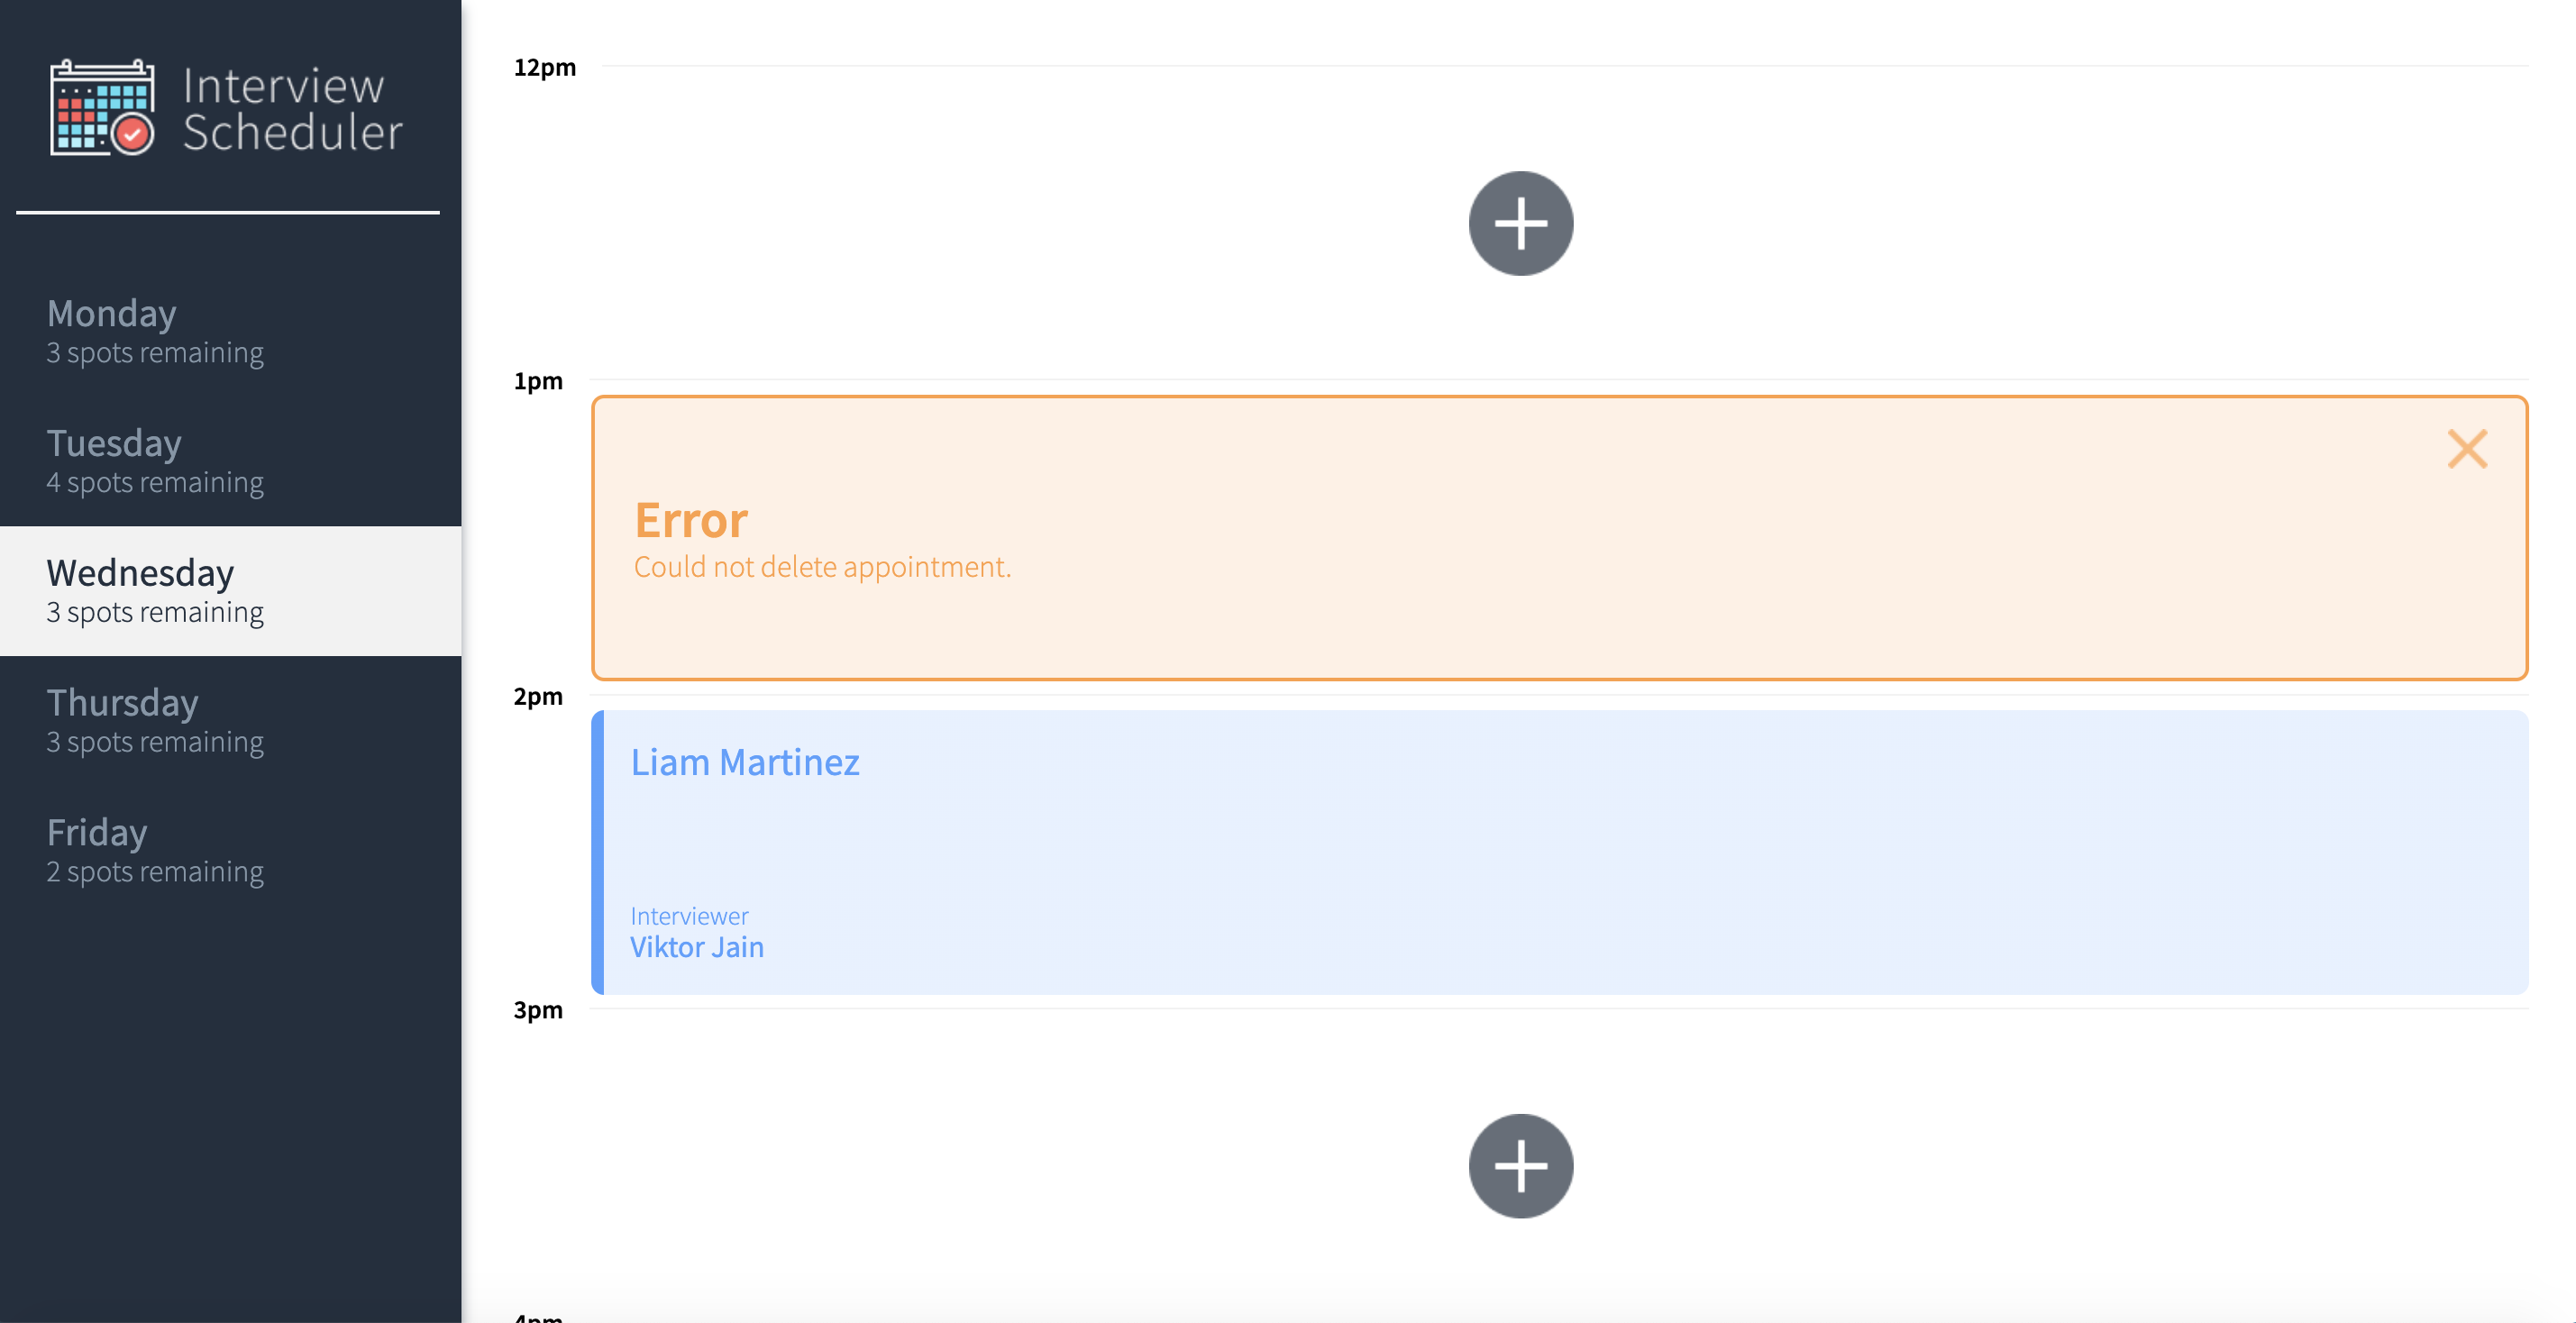 Interview
Scheduler
Monday
3 spots remaining
Tuesday
4 spots remaining
Wednesday
3 spots remaining
Thursday
3 spots remaining
Friday
2 spots remaining
12pm
1pm
Error
Could not delete appointment.
2pm
Liam Martinez
Interviewer
Viktor Jain
3pm
4pm